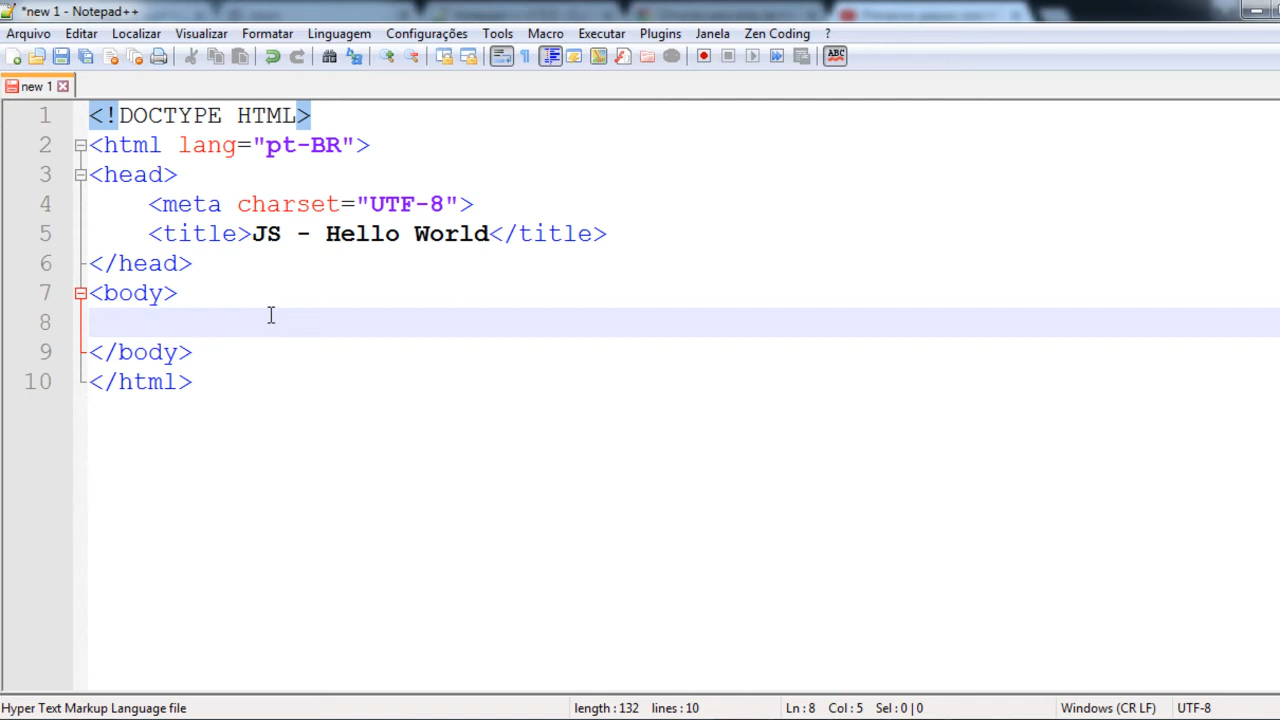 *new 1 - Notepad++
Arquivo Editar Localizar Visualizar Formatar Linguagem Configurações Tools Macro Executar Plugins Janela Zen Coding ?
ABC
new 1
1 <!DOCTYPE HTML>
2 <html lang="pt-BR">
3 <head>
4 <meta charset="UTF-8">
5 <title>JS - Hello World</title>
6 </head>
7 <body>
8
9 </body>
10 </html>
Hyper Text Markup Language file length : 132 lines : 10 Ln : 8 Col : 5 Sel : 0 | 0 Windows (CR LF) UTF-8